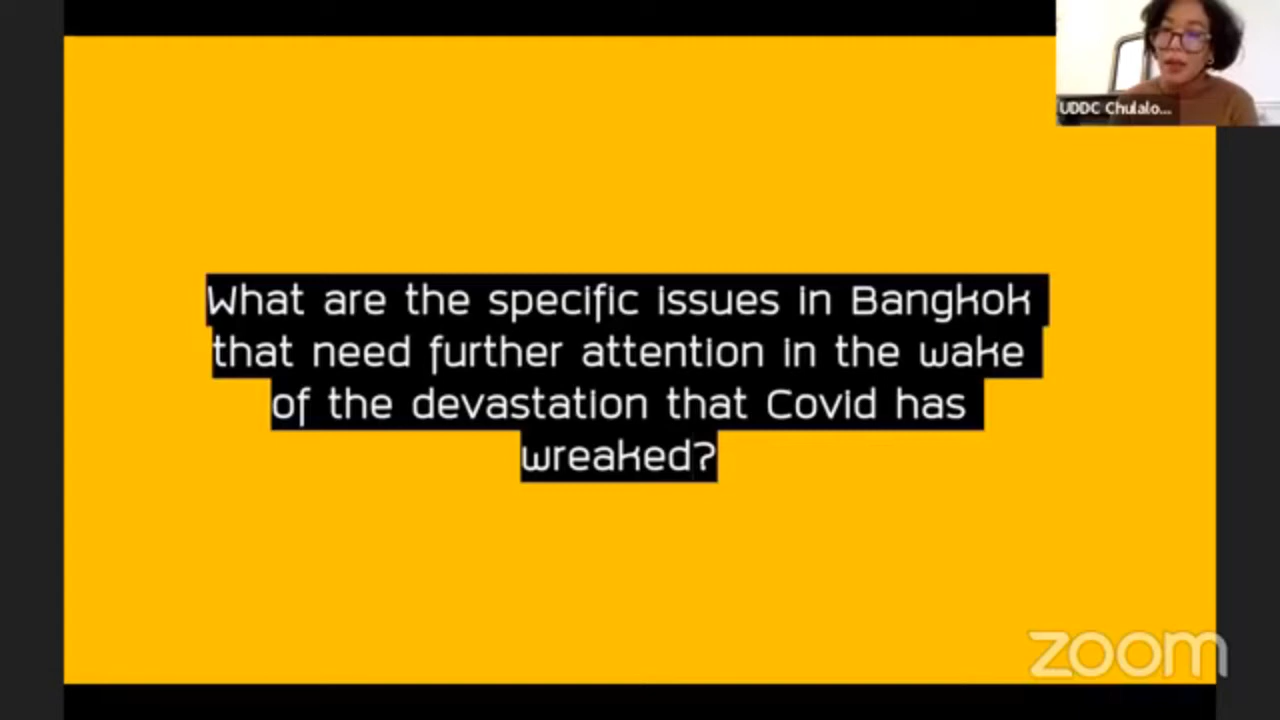 UDDC Chulalo...
What are the specific issues in Bangkok
that need further attention in the wake
of the devastation that Covid has
wreaked?
zoom